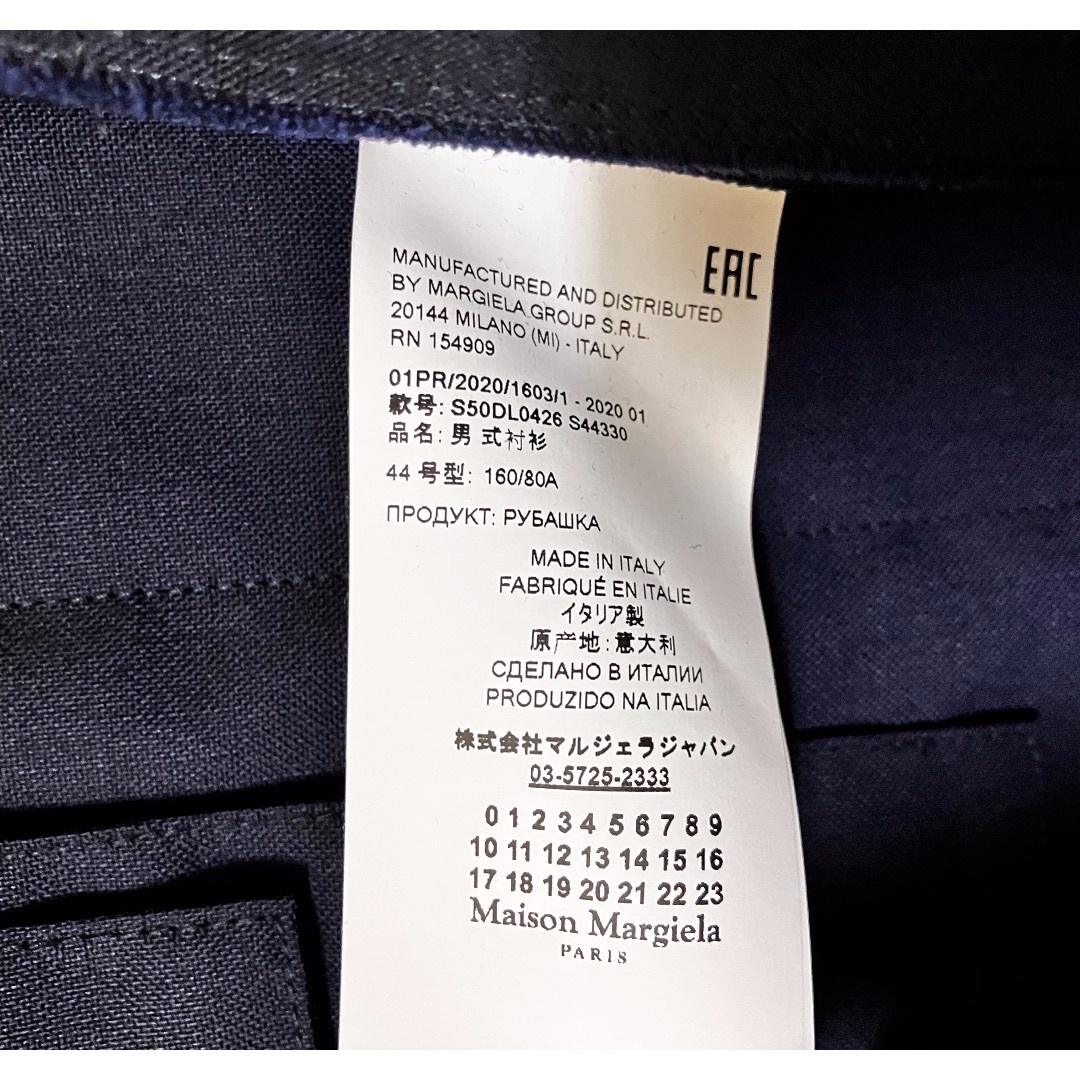 EAC
MANUFACTURED AND DISTRIBUTED
BY MARGIELA GROUP S.R.L.
20144 MILANO (MI) - ITALY
RN 154909
01PR/2020/1603/1 - 2020 01
款号: S50DL0426 S44330
品名: 男 式衬衫
44 号型: 160/80A
ПРОДУКТ: РУБАШКА
MADE IN ITALY
FABRIQUÉ EN ITALIE
イタリア製
原产地: 意大利
СДЕЛАНО В ИТАЛИИ
PRODUZIDO NA ITALIA
株式会社マルジェラジャパン
03-5725-2333
0 1 2 3 4 5 6 7 8 9
10 11 12 13 14 15 16
17 18 19 20 21 22 23
Maison Margiela
PARIS